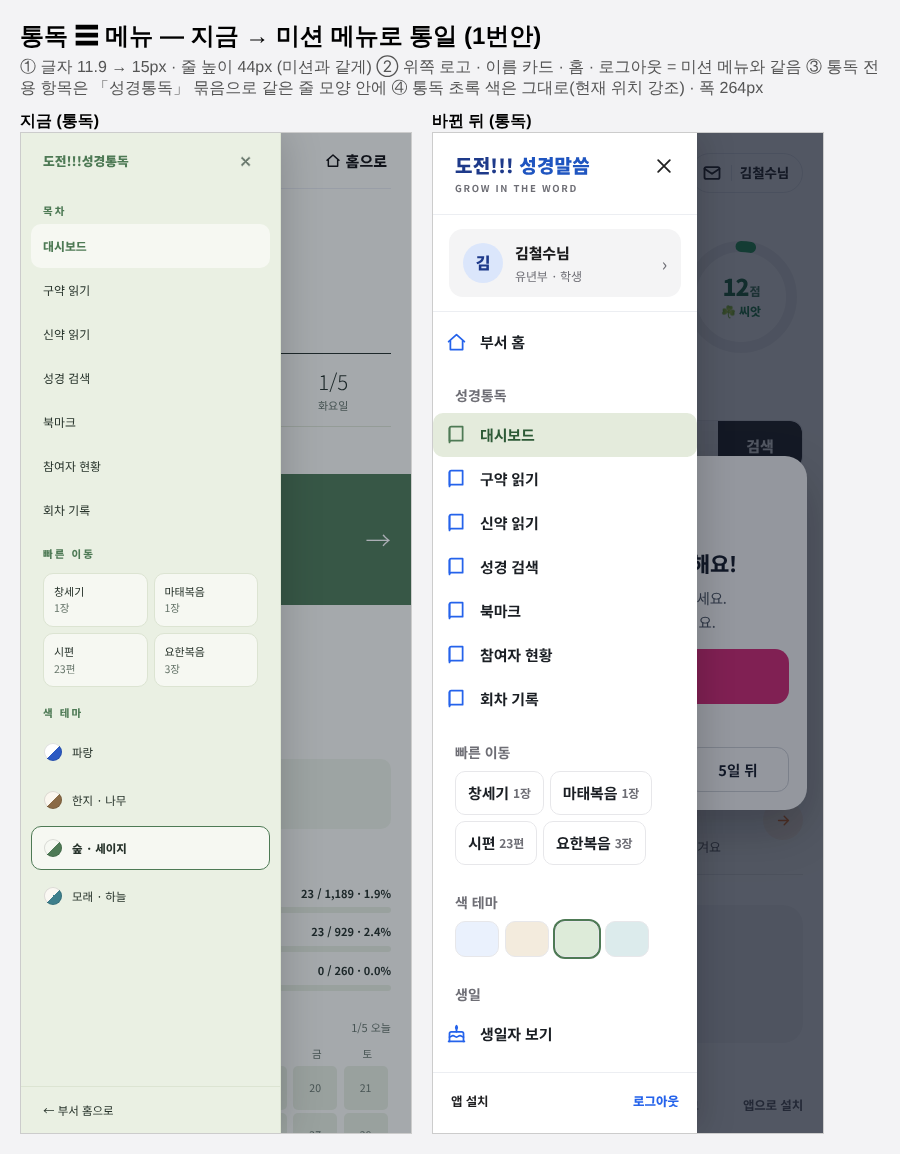 통독 ☰ 메뉴 — 지금 → 미션 메뉴로 통일 (1번안)
① 글자 11.9 → 15px · 줄 높이 44px (미션과 같게) ② 위쪽 로고 · 이름 카드 · 홈 · 로그아웃 = 미션 메뉴와 같음 ③ 통독 전
용 항목은 「성경통독」 묶음으로 같은 줄 모양 안에 ④ 통독 초록 색은 그대로(현재 위치 강조) · 폭 264px
지금 (통독)
도전!!!성경통독 ✕
목차
대시보드
구약 읽기
신약 읽기
성경 검색
북마크
참여자 현황
회차 기록
빠른 이동
창세기
1장
마태복음
1장
시편
23편
요한복음
3장
색 테마
파랑
한지 · 나무
숲 · 세이지
모래 · 하늘
← 부서 홈으로
홈으로
1/5
화요일
→
23 / 1,189 · 1.9%
23 / 929 · 2.4%
0 / 260 · 0.0%
1/5 오늘
금 토
20 21
바뀐 뒤 (통독)
도전!!! 성경말씀
GROW IN THE WORD
김
김철수님
유년부 · 학생
›
부서 홈
성경통독
대시보드
구약 읽기
신약 읽기
성경 검색
북마크
참여자 현황
회차 기록
빠른 이동
창세기 1장
마태복음 1장
시편 23편
요한복음 3장
색 테마
생일
생일자 보기
앱 설치 로그아웃
김철수님
12점
☘ 씨앗
검색
해요!
세요.
요.
5일 뒤
→
겨요
앱으로 설치